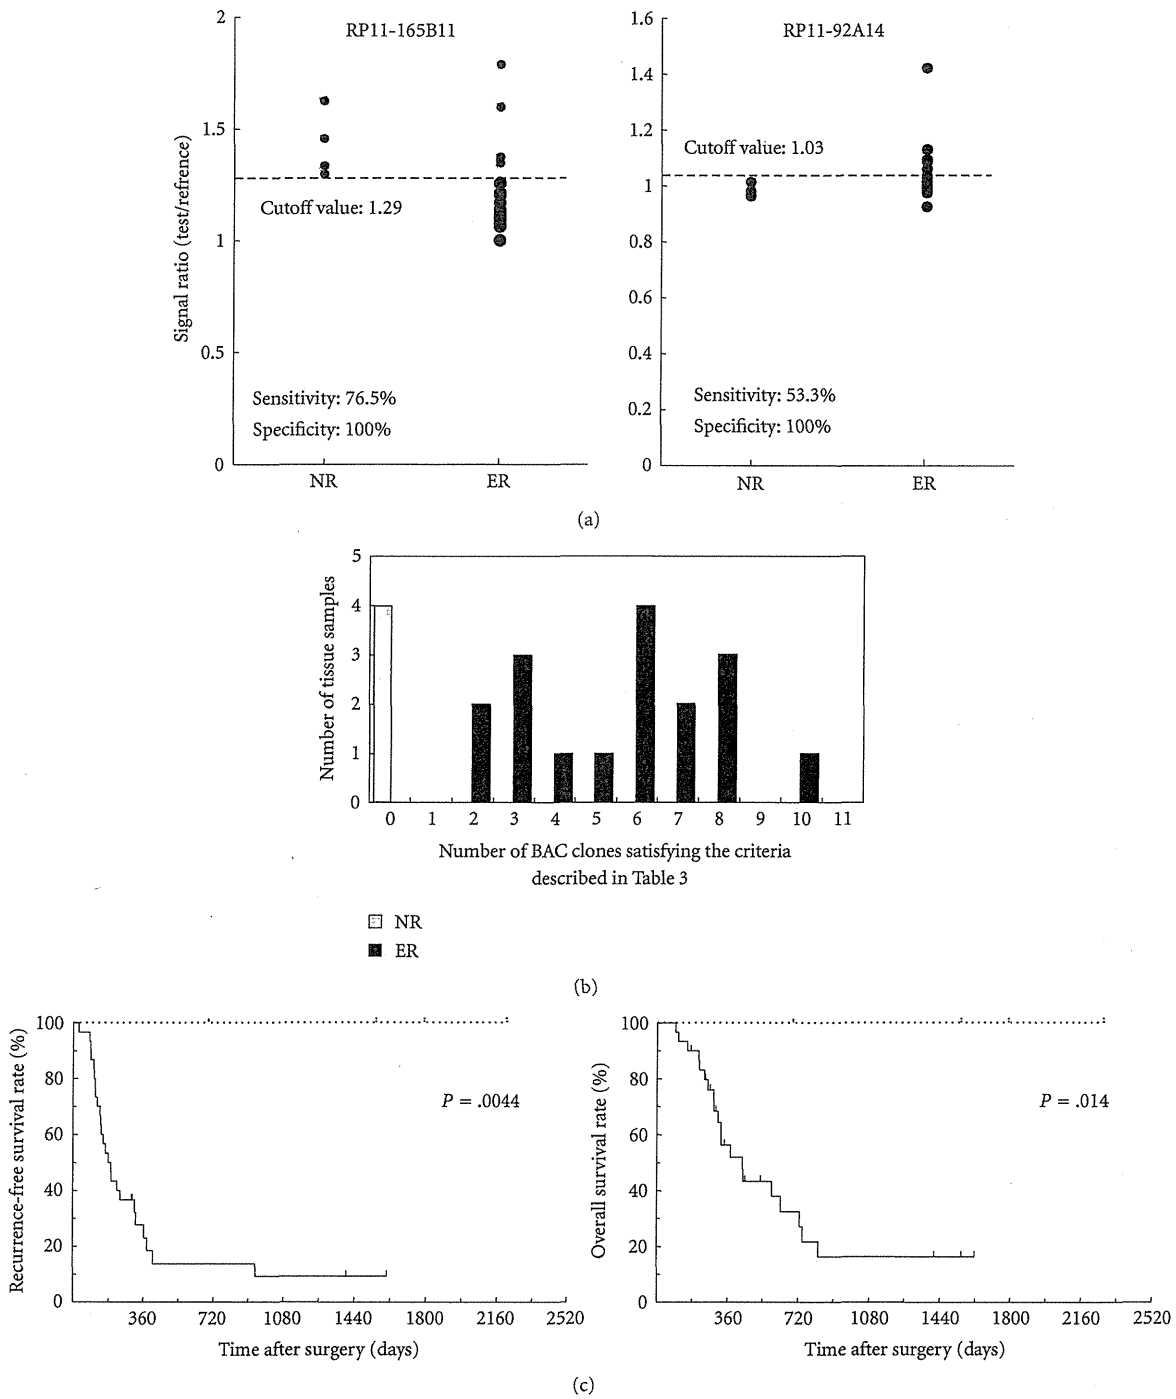 RP11-165B11
2
1.5
1
0.5
0
Signal ratio (test/refrence)
Cutoff value: 1.29
Sensitivity: 76.5%
Specificity: 100%
NR
ER
RP11-92A14
1.6
1.4
1.2
1
0.8
0.6
0.4
0.2
0
Cutoff value: 1.03
Sensitivity: 53.3%
Specificity: 100%
NR
ER
(a)
Number of tissue samples
5
4
3
2
1
0
0 1 2 3 4 5 6 7 8 9 10 11
Number of BAC clones satisfying the criteria
described in Table 3
NR
ER
(b)
Recurrence-free survival rate (%)
100
80
60
40
20
0
P = .0044
360 720 1080 1440 1800 2160 2520
Time after surgery (days)
Overall survival rate (%)
100
80
60
40
20
0
P = .014
360 720 1080 1440 1800 2160 2520
Time after surgery (days)
(c)